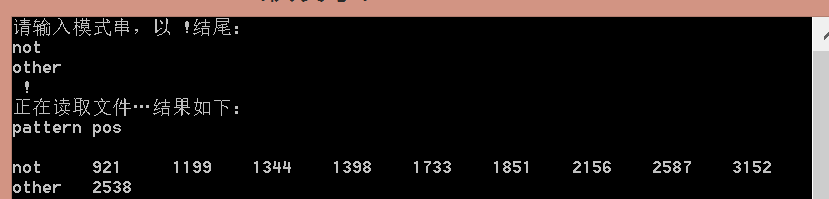 请输入模式串，以 !结尾：
not
other
!
正在读取文件…结果如下：
pattern pos
not 921 1199 1344 1398 1733 1851 2156 2587 3152
other 2538